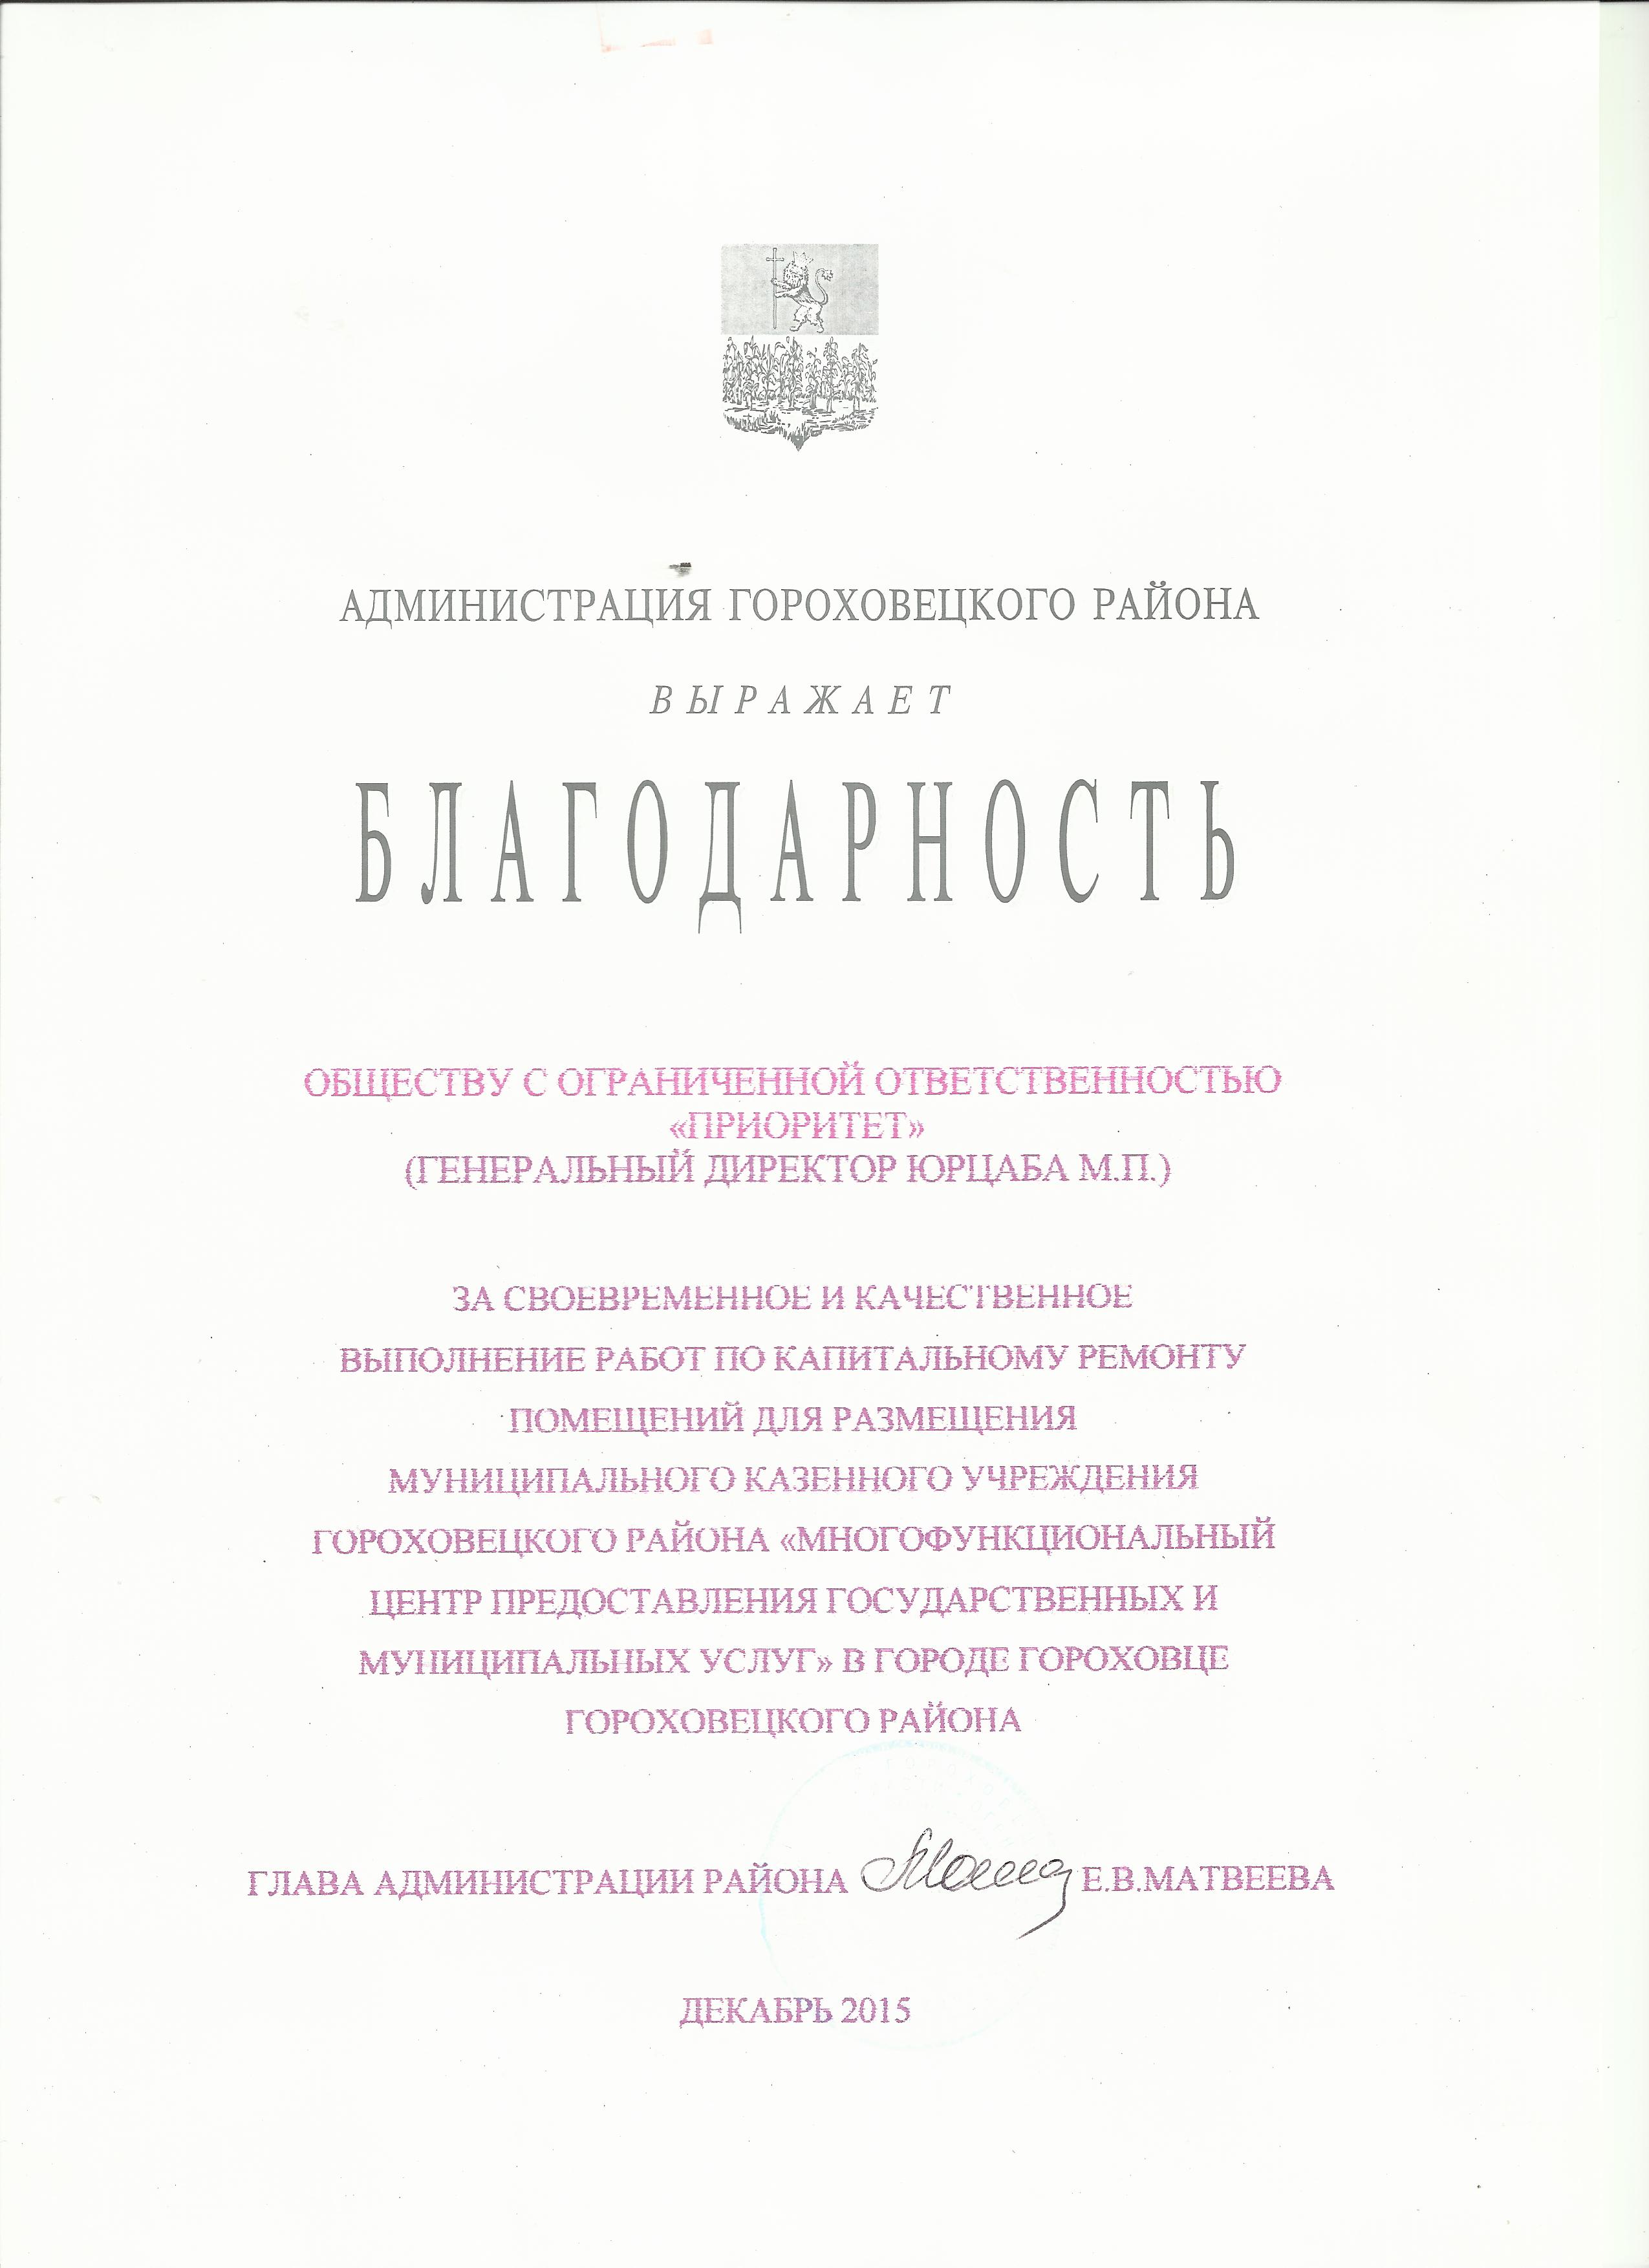 АДМИНИСТРАЦИЯ ГОРОХОВЕЦКОГО РАЙОНА
ВЫРАЖАЕТ
БЛАГОДАРНОСТЬ
ОБЩЕСТВУ С ОГРАНИЧЕННОЙ ОТВЕТСТВЕННОСТЬЮ
«ПРИОРИТЕТ»
(ГЕНЕРАЛЬНЫЙ ДИРЕКТОР ЮРЦАБА М.П.)
ЗА СВОЕВРЕМЕННОЕ И КАЧЕСТВЕННОЕ
ВЫПОЛНЕНИЕ РАБОТ ПО КАПИТАЛЬНОМУ РЕМОНТУ
ПОМЕЩЕНИЙ ДЛЯ РАЗМЕЩЕНИЯ
МУНИЦИПАЛЬНОГО КАЗЕННОГО УЧРЕЖДЕНИЯ
ГОРОХОВЕЦКОГО РАЙОНА «МНОГОФУНКЦИОНАЛЬНЫЙ
ЦЕНТР ПРЕДОСТАВЛЕНИЯ ГОСУДАРСТВЕННЫХ И
МУНИЦИПАЛЬНЫХ УСЛУГ» В ГОРОДЕ ГОРОХОВЦЕ
ГОРОХОВЕЦКОГО РАЙОНА
ГЛАВА АДМИНИСТРАЦИИ РАЙОНА Е.В.МАТВЕЕВА
ДЕКАБРЬ 2015